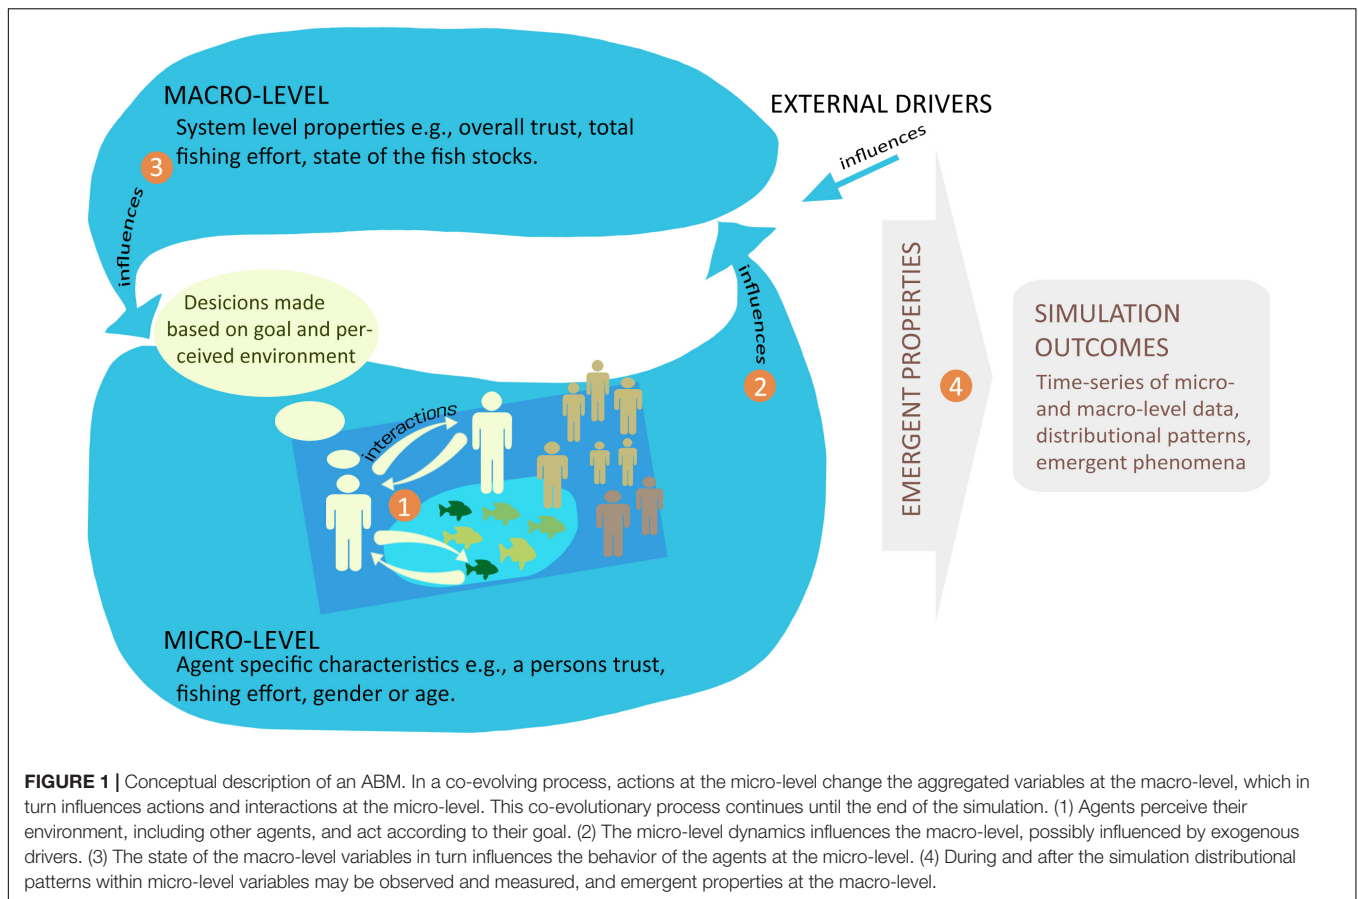 MACRO-LEVEL
System level properties e.g., overall trust, total
fishing effort, state of the fish stocks.
3
influences
EXTERNAL DRIVERS
influences
Desicions made
based on goal and per-
ceived environment
interactions
1
influences
2
EMERGENT PROPERTIES
4
SIMULATION
OUTCOMES
Time-series of micro-
and macro-level data,
distributional patterns,
emergent phenomena
MICRO-LEVEL
Agent specific characteristics e.g., a persons trust,
fishing effort, gender or age.
FIGURE 1 | Conceptual description of an ABM. In a co-evolving process, actions at the micro-level change the aggregated variables at the macro-level, which in
turn influences actions and interactions at the micro-level. This co-evolutionary process continues until the end of the simulation. (1) Agents perceive their
environment, including other agents, and act according to their goal. (2) The micro-level dynamics influences the macro-level, possibly influenced by exogenous
drivers. (3) The state of the macro-level variables in turn influences the behavior of the agents at the micro-level. (4) During and after the simulation distributional
patterns within micro-level variables may be observed and measured, and emergent properties at the macro-level.